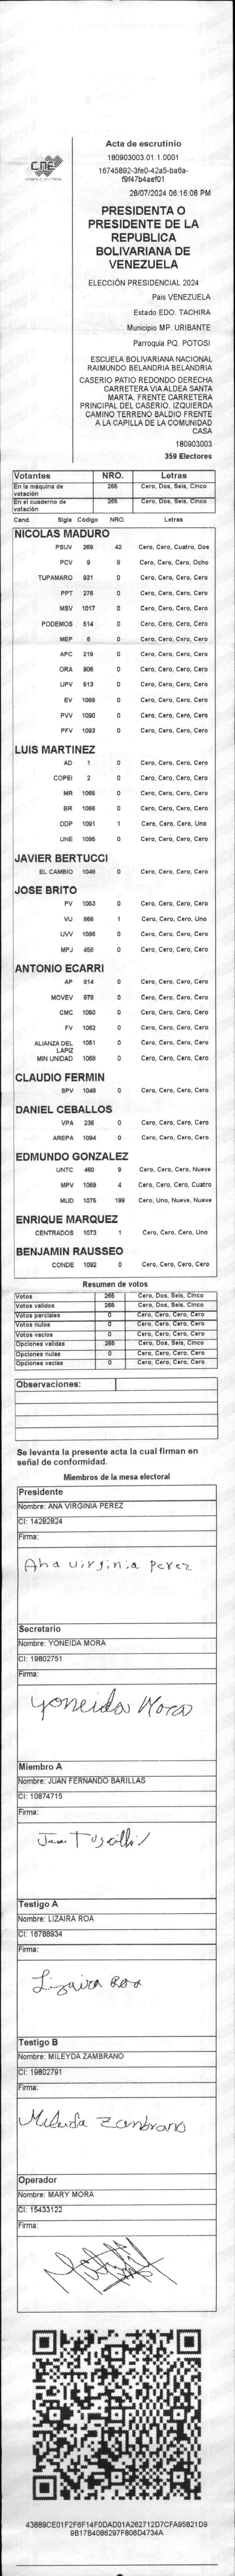 CNE
Acta de escrutinio
180903003.01.1.0001
16745892-3fe0-42a5-ba6a-
f9f47b4aef01
28/07/2024 06:16:08 PM
PRESIDENTA O
PRESIDENTE DE LA
REPUBLICA
BOLIVARIANA DE
VENEZUELA
ELECCIÓN PRESIDENCIAL 2024
Pais VENEZUELA
Estado EDO. TACHIRA
Municipio MP. URIBANTE
Parroquia PQ. POTOSI
ESCUELA BOLIVARIANA NACIONAL
RAIMUNDO BELANDRIA BELANDRIA
CASERIO PATIO REDONDO DERECHA
CARRETERA VIA ALDEA SANTA
MARTA. FRENTE CARRETERA
PRINCIPAL DEL CASERIO. IZQUIERDA
CAMINO TERRENO BALDIO FRENTE
A LA CAPILLA DE LA COMUNIDAD
CASA
180903003
359 Electores
Votantes NRO. Letras
En la máquina de votación 265 Cero, Dos, Seis, Cinco
En el cuaderno de votación 265 Cero, Dos, Seis, Cinco
Cand. Sigla Código NRO. Letras
NICOLAS MADURO
PSUV 269 42 Cero, Cero, Cuatro, Dos
PCV 9 8 Cero, Cero, Cero, Ocho
TUPAMARO 931 0 Cero, Cero, Cero, Cero
PPT 276 0 Cero, Cero, Cero, Cero
MSV 1017 0 Cero, Cero, Cero, Cero
PODEMOS 514 0 Cero, Cero, Cero, Cero
MEP 6 0 Cero, Cero, Cero, Cero
APC 219 0 Cero, Cero, Cero, Cero
ORA 906 0 Cero, Cero, Cero, Cero
UPV 513 0 Cero, Cero, Cero, Cero
EV 1089 0 Cero, Cero, Cero, Cero
PVV 1090 0 Cero, Cero, Cero, Cero
PFV 1093 0 Cero, Cero, Cero, Cero
LUIS MARTINEZ
AD 1 0 Cero, Cero, Cero, Cero
COPEI 2 0 Cero, Cero, Cero, Cero
MR 1065 0 Cero, Cero, Cero, Cero
BR 1066 0 Cero, Cero, Cero, Cero
DDP 1091 1 Cero, Cero, Cero, Uno
UNE 1095 0 Cero, Cero, Cero, Cero
JAVIER BERTUCCI
EL CAMBIO 1048 0 Cero, Cero, Cero, Cero
JOSE BRITO
PV 1053 0 Cero, Cero, Cero, Cero
VU 868 1 Cero, Cero, Cero, Uno
UVV 1096 0 Cero, Cero, Cero, Cero
MPJ 456 0 Cero, Cero, Cero, Cero
ANTONIO ECARRI
AP 814 0 Cero, Cero, Cero, Cero
MOVEV 878 0 Cero, Cero, Cero, Cero
CMC 1050 0 Cero, Cero, Cero, Cero
FV 1062 0 Cero, Cero, Cero, Cero
ALIANZA DEL LAPIZ 1051 0 Cero, Cero, Cero, Cero
MIN UNIDAD 1068 0 Cero, Cero, Cero, Cero
CLAUDIO FERMIN
SPV 1049 0 Cero, Cero, Cero, Cero
DANIEL CEBALLOS
VPA 236 0 Cero, Cero, Cero, Cero
AREPA 1094 0 Cero, Cero, Cero, Cero
EDMUNDO GONZALEZ
UNTC 460 9 Cero, Cero, Cero, Nueve
MPV 1069 4 Cero, Cero, Cero, Cuatro
MUD 1075 199 Cero, Uno, Nueve, Nueve
ENRIQUE MARQUEZ
CENTRADOS 1073 1 Cero, Cero, Cero, Uno
BENJAMIN RAUSSEO
CONDE 1092 0 Cero, Cero, Cero, Cero
Resumen de votos
Votos 265 Cero, Dos, Seis, Cinco
Votos validos 265 Cero, Dos, Seis, Cinco
Votos parciales 0 Cero, Cero, Cero, Cero
Votos nulos 0 Cero, Cero, Cero, Cero
Votos vacios 0 Cero, Cero, Cero, Cero
Opciones validas 265 Cero, Dos, Seis, Cinco
Opciones nulas 0 Cero, Cero, Cero, Cero
Opciones vacias 0 Cero, Cero, Cero, Cero
Observaciones:
Se levanta la presente acta la cual firman en
señal de conformidad.
Miembros de la mesa electoral
Presidente
Nombre: ANA VIRGINIA PEREZ
CI: 14282824
Firma:
Ana virginia Perez
Secretario
Nombre: YONEIDA MORA
CI: 19802751
Firma:
Yoneida Mora
Miembro A
Nombre: JUAN FERNANDO BARILLAS
CI: 10874715
Firma:
Testigo A
Nombre: LIZAIRA ROA
CI: 16788934
Firma:
Lizaira Roa
Testigo B
Nombre: MILEYDA ZAMBRANO
CI: 19802791
Firma:
Mileida Zambrano
Operador
Nombre: MARY MORA
CI: 15433122
Firma:
43889CE01F2F6F14F0DAD01A262712D7CFA95821D9
9B17B4086297F806D4734A